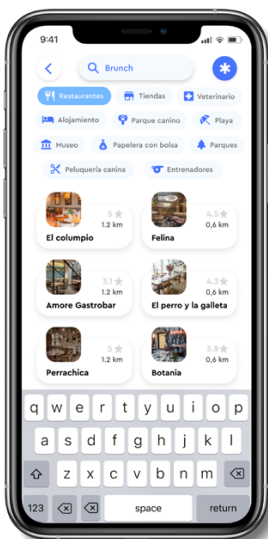 9:41
Brunch
Restaurantes Tiendas Veterinario
Alojamiento Parque canino Playa
Museo Papelera con bolsa Parques
Peluquería canina Entrenadores
5
1.2 km
El columpio
4.5
0,6 km
Felina
3.1
1.2 km
Amore Gastrobar
4.3
0,6 km
El perro y la galleta
5
1.2 km
Perrachica
3.8
0,6 km
Botania
q w e r t y u i o p
a s d f g h j k l
z x c v b n m
123 space return